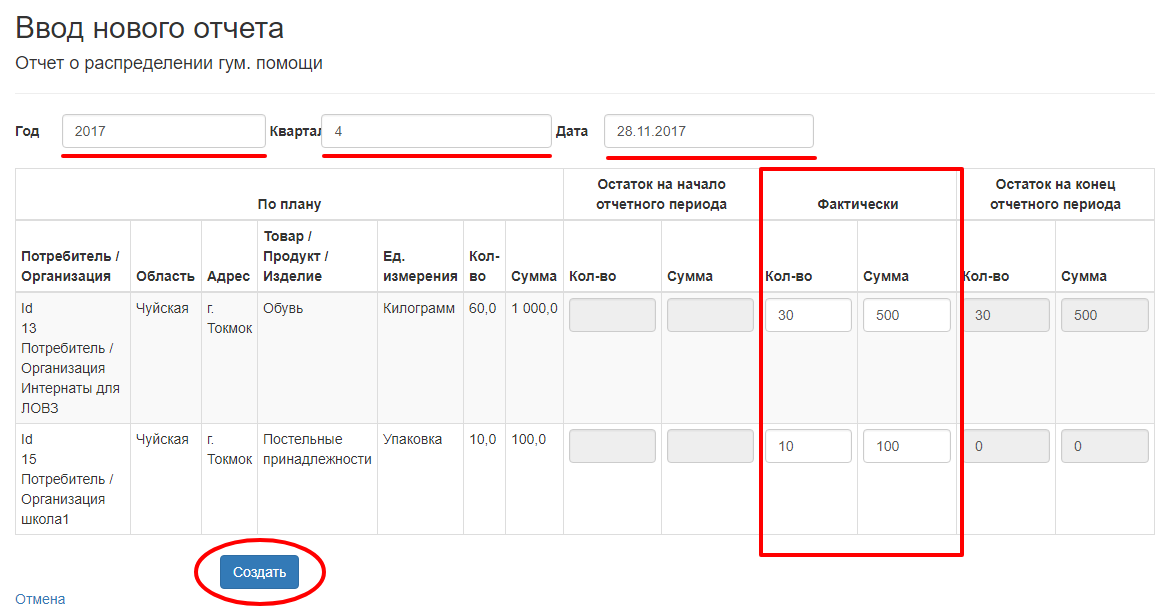 Ввод нового отчета
Отчет о распределении гум. помощи
Год 2017 Квартал 4 Дата 28.11.2017
По плану
Остаток на начало
отчетного периода
Фактически
Остаток на конец
отчетного периода
Потребитель /
Организация
Область
Адрес
Товар /
Продукт /
Изделие
Ед.
измерения
Кол-
во
Сумма
Кол-во
Сумма
Кол-во
Сумма
Кол-во
Сумма
Id
13
Потребитель /
Организация
Интернаты для
ЛОВЗ
Чуйская
г.
Токмок
Обувь
Килограмм
60,0
1 000,0
30
500
30
500
Id
15
Потребитель /
Организация
школа1
Чуйская
г.
Токмок
Постельные
принадлежности
Упаковка
10,0
100,0
10
100
0
0
Создать
Отмена